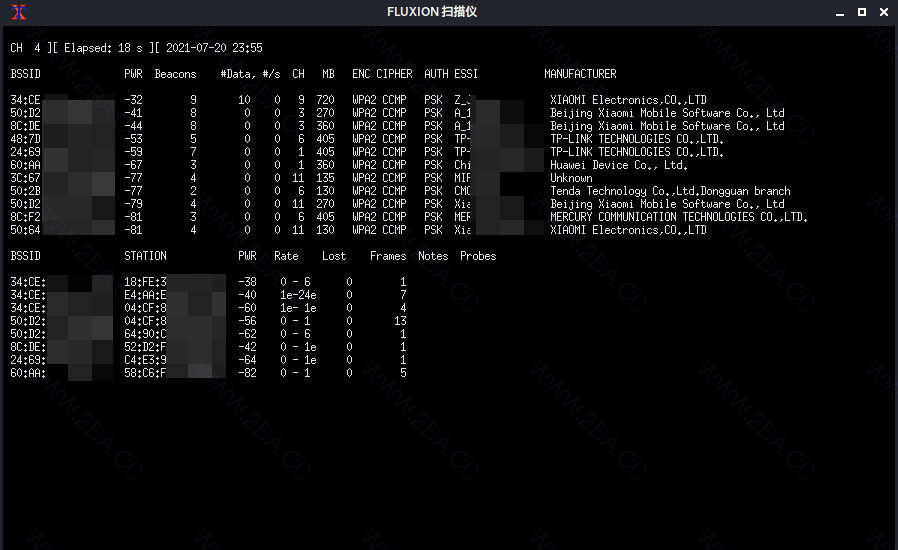 FLUXION 扫描仪
CH 4 ][ Elapsed: 18 s ][ 2021-07-20 23:55
BSSID PWR Beacons #Data, #/s CH MB ENC CIPHER AUTH ESSI MANUFACTURER
34:CE -32 9 10 0 9 720 WPA2 CCMP PSK Z_J XIAOMI Electronics,CO.,LTD
50:D2 -41 8 0 0 3 270 WPA2 CCMP PSK A_1 Beijing Xiaomi Mobile Software Co., Ltd
8C:DE -44 8 0 0 3 360 WPA2 CCMP PSK A_1 Beijing Xiaomi Mobile Software Co., Ltd
48:7D -53 5 0 0 6 405 WPA2 CCMP PSK TP- TP-LINK TECHNOLOGIES CO.,LTD.
24:69 -59 7 0 0 1 405 WPA2 CCMP PSK TP- TP-LINK TECHNOLOGIES CO.,LTD.
60:AA -67 3 0 0 1 360 WPA2 CCMP PSK Chi Huawei Device Co., Ltd.
3C:67 -77 4 0 0 11 135 WPA2 CCMP PSK MIF Unknown
50:2B -77 2 0 0 6 130 WPA2 CCMP PSK CMC Tenda Technology Co.,Ltd.Dongguan branch
50:D2 -79 4 0 0 11 270 WPA2 CCMP PSK Xia Beijing Xiaomi Mobile Software Co., Ltd
8C:F2 -81 3 0 0 6 405 WPA2 CCMP PSK MER MERCURY COMMUNICATION TECHNOLOGIES CO.,LTD.
50:64 -81 4 0 0 11 130 WPA2 CCMP PSK Xia XIAOMI Electronics,CO.,LTD
BSSID STATION PWR Rate Lost Frames Notes Probes
34:CE: 18:FE:3 -38 0 - 6 0 1
34:CE: E4:AA:E -40 1e-24e 0 7
34:CE: 04:CF:8 -60 1e- 1e 0 4
50:D2: 04:CF:8 -56 0 - 1 0 13
50:D2: 64:90:C -62 0 - 6 0 1
8C:DE: 52:D2:F -42 0 - 1e 0 1
24:69: C4:E3:9 -64 0 - 1e 0 1
60:AA: 58:C6:F -82 0 - 1 0 5
WWW.2BA.CC